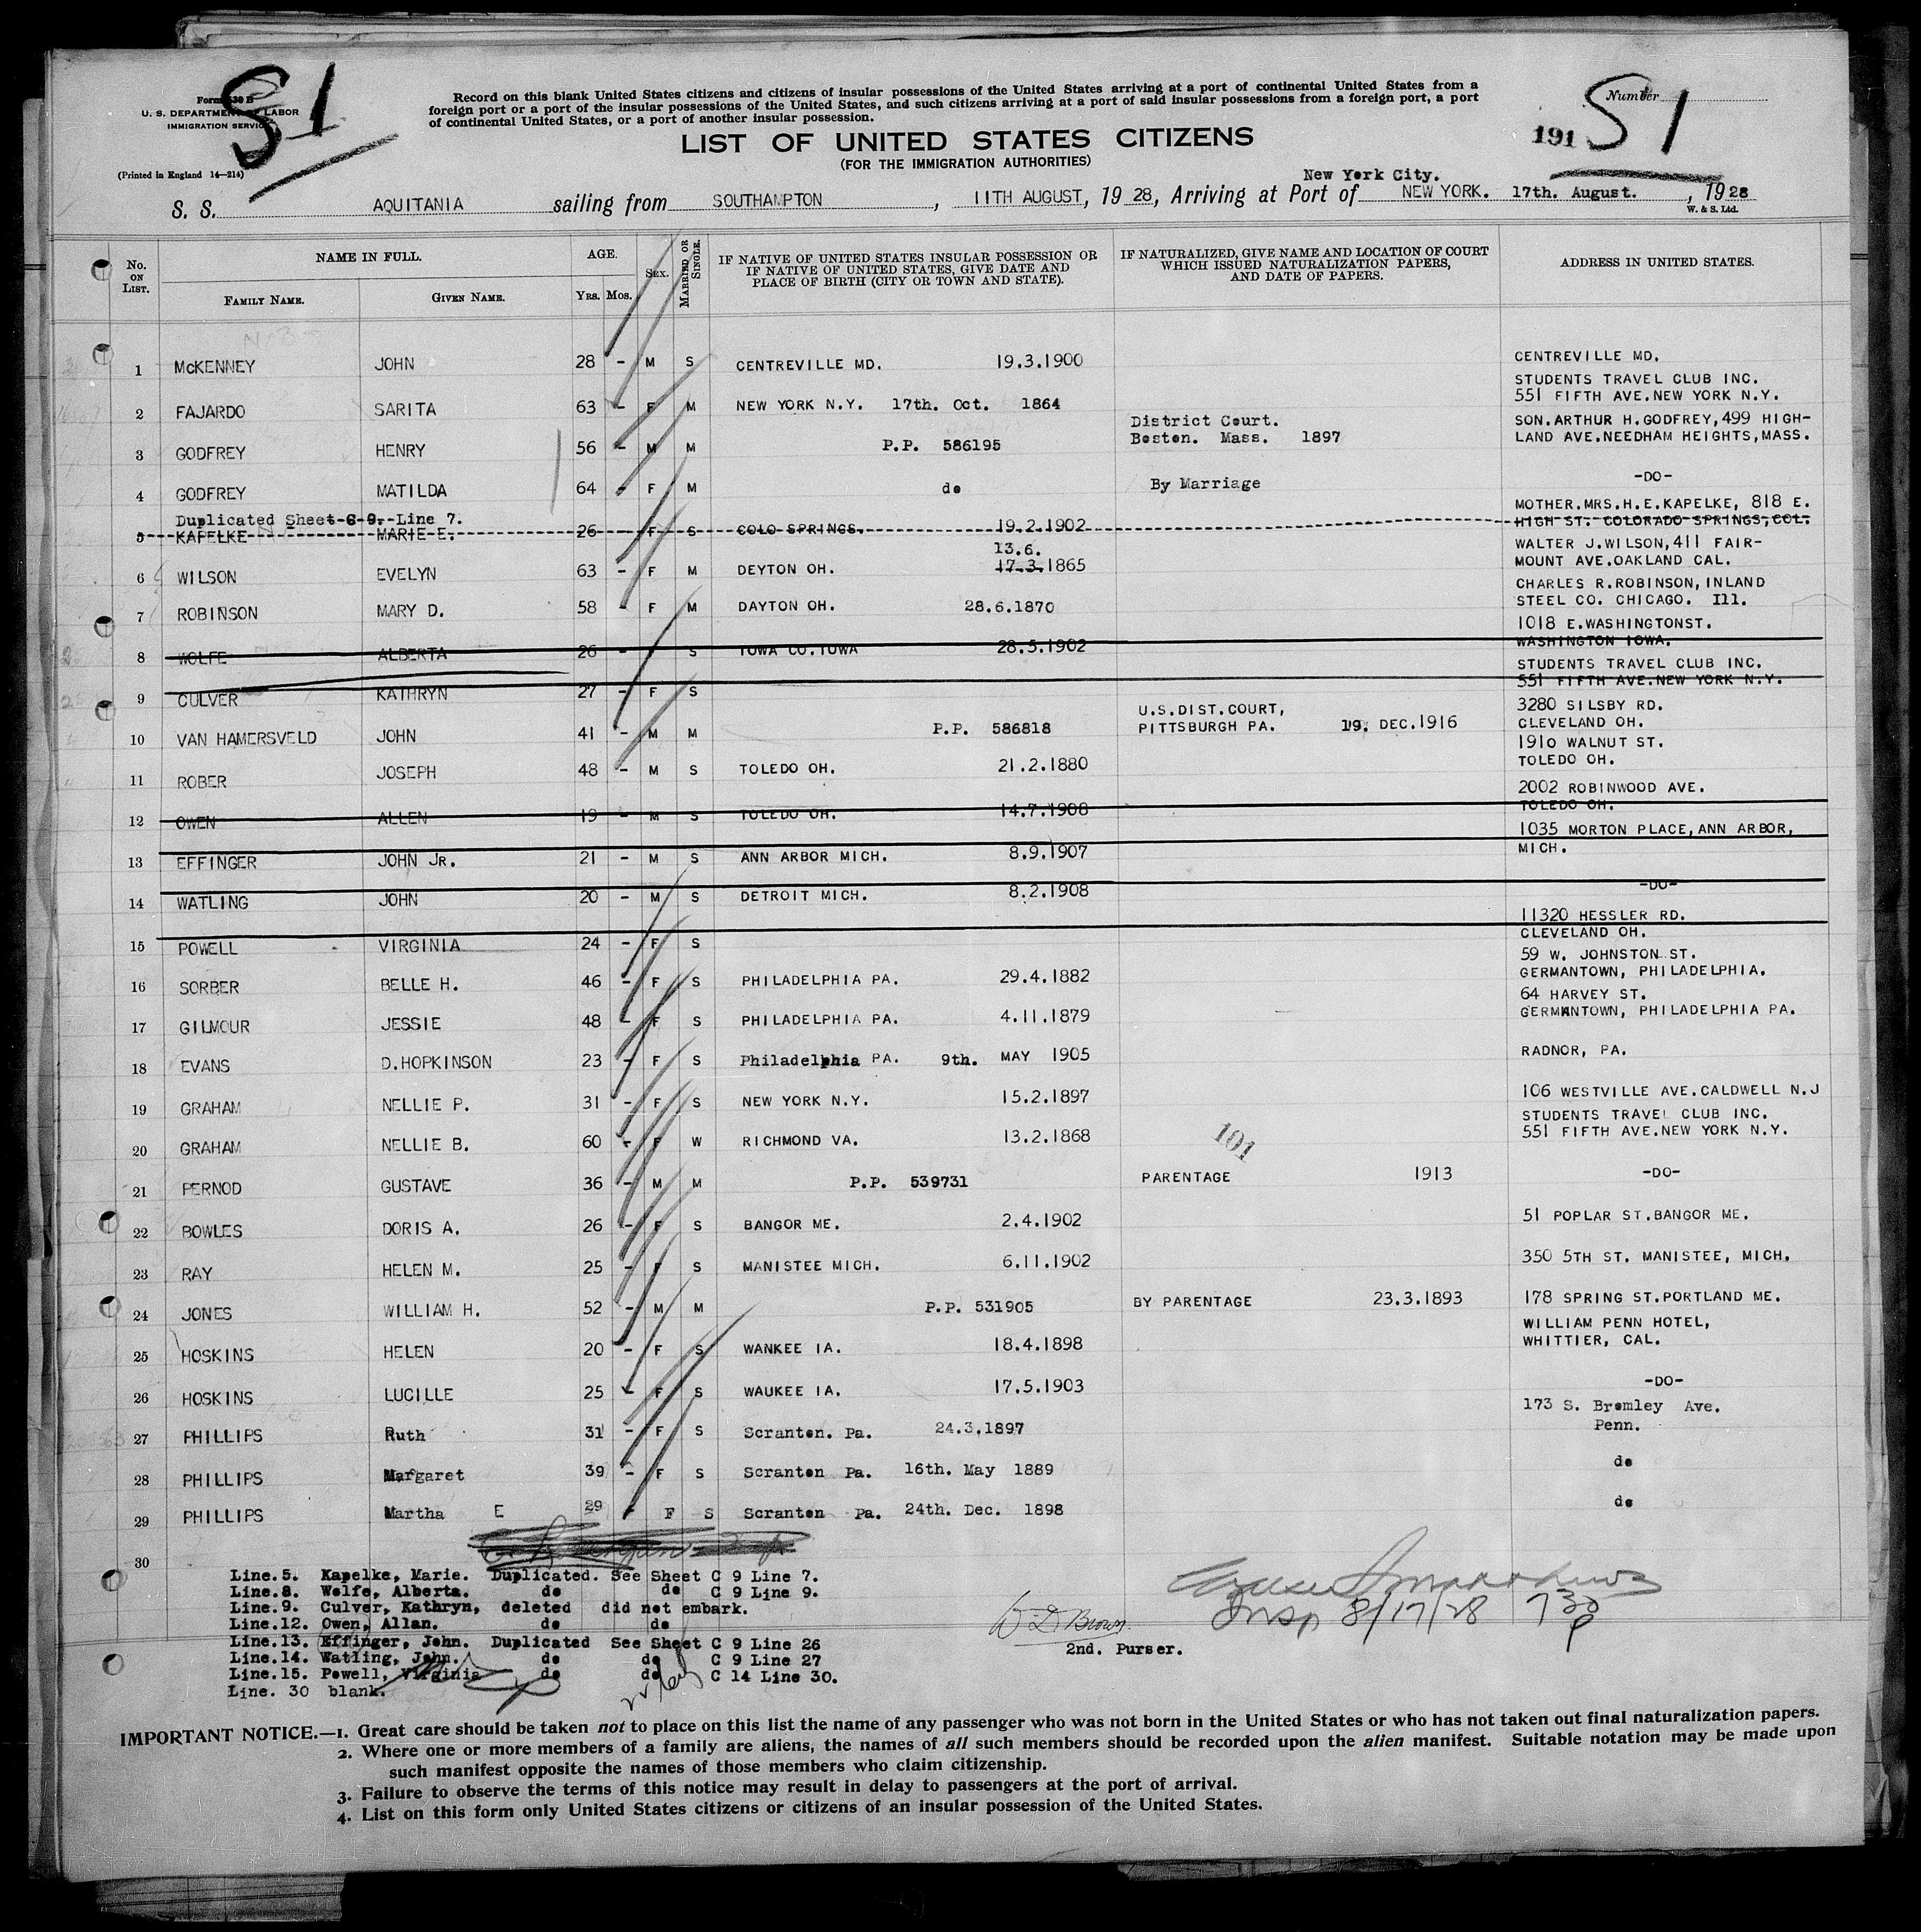 S1
Form 630 B
U. S. DEPARTMENT OF LABOR
IMMIGRATION SERVICE
(Printed in England 14—214)
Record on this blank United States citizens and citizens of insular possessions of the United States arriving at a port of continental United States from a
foreign port or a port of the insular possessions of the United States, and such citizens arriving at a port of said insular possessions from a foreign port, a port
of continental United States, or a port of another insular possession.
Number
191 S1
LIST OF UNITED STATES CITIZENS
(FOR THE IMMIGRATION AUTHORITIES)
New York City.
S. S. AQUITANIA sailing from SOUTHAMPTON, 11TH AUGUST, 1928, Arriving at Port of NEW YORK. 17th. August., 1928
W. & S. Ltd.
No. ON LIST. NAME IN FULL. FAMILY NAME. GIVEN NAME. AGE. Yrs. Mos. SEX. MARRIED OR SINGLE. IF NATIVE OF UNITED STATES INSULAR POSSESSION OR IF NATIVE OF UNITED STATES, GIVE DATE AND PLACE OF BIRTH (CITY OR TOWN AND STATE). IF NATURALIZED, GIVE NAME AND LOCATION OF COURT WHICH ISSUED NATURALIZATION PAPERS, AND DATE OF PAPERS. ADDRESS IN UNITED STATES.
1 McKENNEY JOHN 28 - M S CENTREVILLE MD. 19.3.1900 CENTREVILLE MD.
2 FAJARDO SARITA 63 - F M NEW YORK N.Y. 17th. Oct. 1864 STUDENTS TRAVEL CLUB INC. 551 FIFTH AVE.NEW YORK N.Y.
3 GODFREY HENRY 56 - M M P.P. 586195 District Court. Boston. Mass. 1897 SON.ARTHUR H.GODFREY,499 HIGH-LAND AVE.NEEDHAM HEIGHTS,MASS.
4 GODFREY MATILDA 64 - F M do By Marriage -DO-
Duplicated Sheet C 9. Line 7.
5 KAPELKE MARIE E. 26 - F S COLO SPRINGS. 19.2.1902 MOTHER.MRS.H.E.KAPELKE, 818 E. HIGH ST. COLORADO SPRINGS,COL.
6 WILSON EVELYN 63 - F M DEYTON OH. 13.6. 17.3.1865 WALTER J.WILSON,411 FAIR-MOUNT AVE.OAKLAND CAL.
7 ROBINSON MARY D. 58 - F M DAYTON OH. 28.6.1870 CHARLES R.ROBINSON,INLAND STEEL CO. CHICAGO. Ill.
8 WOLFE ALBERTA 26 - F S IOWA CO.IOWA 28.5.1902 1018 E.WASHINGTONST. WASHINGTON IOWA.
9 CULVER KATHRYN 27 - F S STUDENTS TRAVEL CLUB INC. 551 FIFTH AVE.NEW YORK N.Y.
10 VAN HAMERSVELD JOHN 41 - M M P.P. 586818 U.S.DIST.COURT, PITTSBURGH PA. 19. DEC.1916 3280 SILSBY RD. CLEVELAND OH.
11 ROBER JOSEPH 48 - M S TOLEDO OH. 21.2.1880 1910 WALNUT ST. TOLEDO OH.
12 OWEN ALLEN 19 - M S TOLEDO OH. 14.7.1908 2002 ROBINWOOD AVE. TOLEDO OH.
13 EFFINGER JOHN JR. 21 - M S ANN ARBOR MICH. 8.9.1907 1035 MORTON PLACE,ANN ARBOR, MICH.
14 WATLING JOHN 20 - M S DETROIT MICH. 8.2.1908 -DO-
15 POWELL VIRGINIA 24 - F S 11320 HESSLER RD. CLEVELAND OH.
16 SORBER BELLE H. 46 - F S PHILADELPHIA PA. 29.4.1882 59 W. JOHNSTON ST. GERMANTOWN, PHILADELPHIA.
17 GILMOUR JESSIE 48 - F S PHILADELPHIA PA. 4.11.1879 64 HARVEY ST. GERMANTOWN, PHILADELPHIA PA.
18 EVANS D.HOPKINSON 23 - F S Philadelphia PA. 9th. MAY 1905 RADNOR, PA.
19 GRAHAM NELLIE P. 31 - F S NEW YORK N.Y. 15.2.1897 106 WESTVILLE AVE.CALDWELL N.J
20 GRAHAM NELLIE B. 60 - F W RICHMOND VA. 13.2.1868 101 STUDENTS TRAVEL CLUB INC. 551 FIFTH AVE.NEW YORK N.Y.
21 PERNOD GUSTAVE 36 - M M P.P. 539731 PARENTAGE 1913 -DO-
22 BOWLES DORIS A. 26 - F S BANGOR ME. 2.4.1902 51 POPLAR ST.BANGOR ME.
23 RAY HELEN M. 25 - F S MANISTEE MICH. 6.11.1902 350 5TH ST. MANISTEE, MICH.
24 JONES WILLIAM H. 52 - M M P.P. 531905 BY PARENTAGE 23.3.1893 178 SPRING ST.PORTLAND ME.
25 HOSKINS HELEN 20 - F S WANKEE IA. 18.4.1898 WILLIAM PENN HOTEL, WHITTIER, CAL.
26 HOSKINS LUCILLE 25 - F S WAUKEE IA. 17.5.1903 -DO-
27 PHILLIPS Ruth 31 - F S Scranton. Pa. 24.3.1897 173 S. Bromley Ave. Penn.
28 PHILLIPS Margaret 39 - F S Scranton Pa. 16th. May 1889 do
29 PHILLIPS Martha E 29 - F S Scranton Pa. 24th. Dec. 1898 do
30
Line.5. Kapelke, Marie. Duplicated. See Sheet C 9 Line 7.
Line.8. Wolfe, Alberta. do do C 9 Line 9.
Line.9. Culver, Kathryn, deleted did not embark.
Line.12. Owen, Allan. do do
Line.13. Effinger, John. Duplicated See Sheet C 9 Line 26
Line.14. Watling, John. do do C 9 Line 27
Line.15. Powell, Virginia do do C 14 Line 30.
Line. 30 blank.
W D Brown
2nd. Purser.
Insp 8/17/28 7 30 P
IMPORTANT NOTICE.—1. Great care should be taken not to place on this list the name of any passenger who was not born in the United States or who has not taken out final naturalization papers.
2. Where one or more members of a family are aliens, the names of all such members should be recorded upon the alien manifest. Suitable notation may be made upon
such manifest opposite the names of those members who claim citizenship.
3. Failure to observe the terms of this notice may result in delay to passengers at the port of arrival.
4. List on this form only United States citizens or citizens of an insular possession of the United States.